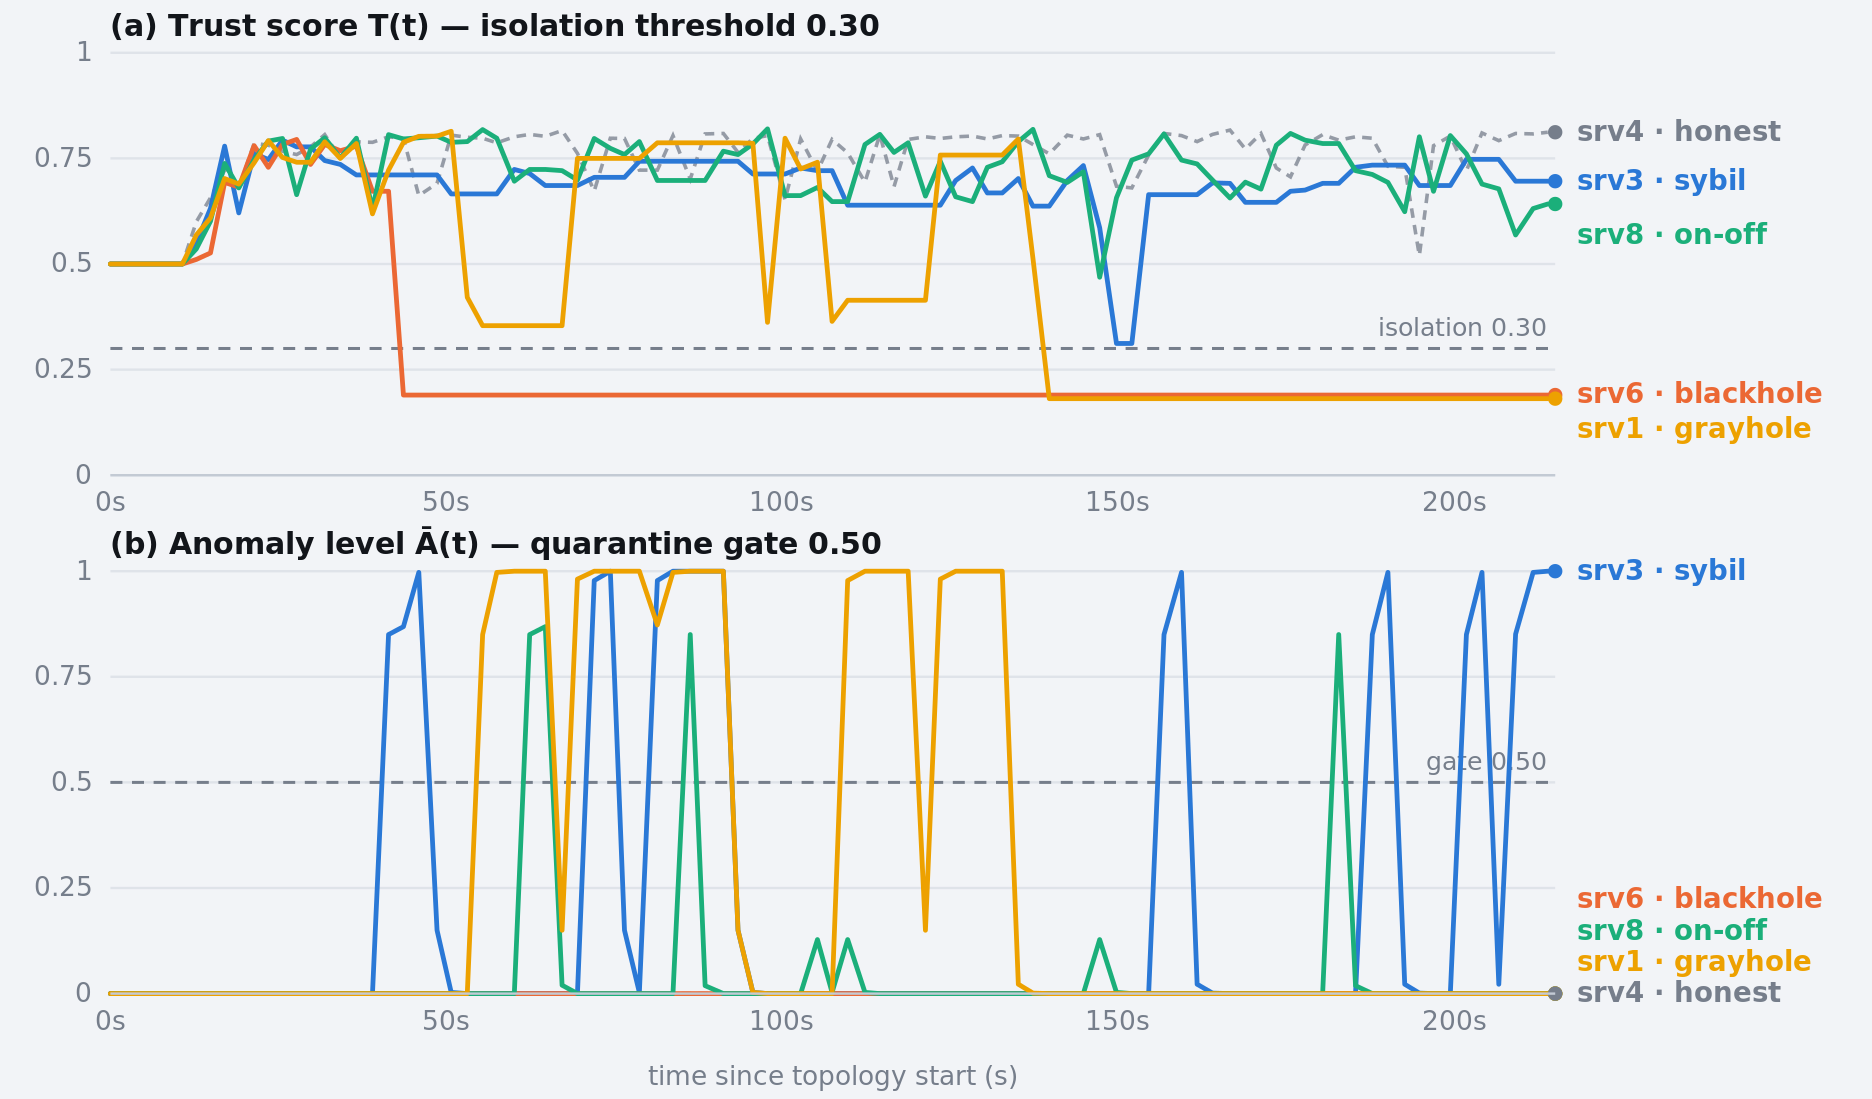 (a) Trust score T(t) — isolation threshold 0.30
1
srv4 · honest
0.75
srv3 · sybil
srv8 · on-off
0.5
isolation 0.30
0.25
srv6 · blackhole
srv1 · grayhole
0
0s 50s 100s 150s 200s
(b) Anomaly level Ā(t) — quarantine gate 0.50
1
srv3 · sybil
0.75
gate 0.50
0.5
0.25
srv6 · blackhole
srv8 · on-off
srv1 · grayhole
0
srv4 · honest
0s 50s 100s 150s 200s
time since topology start (s)